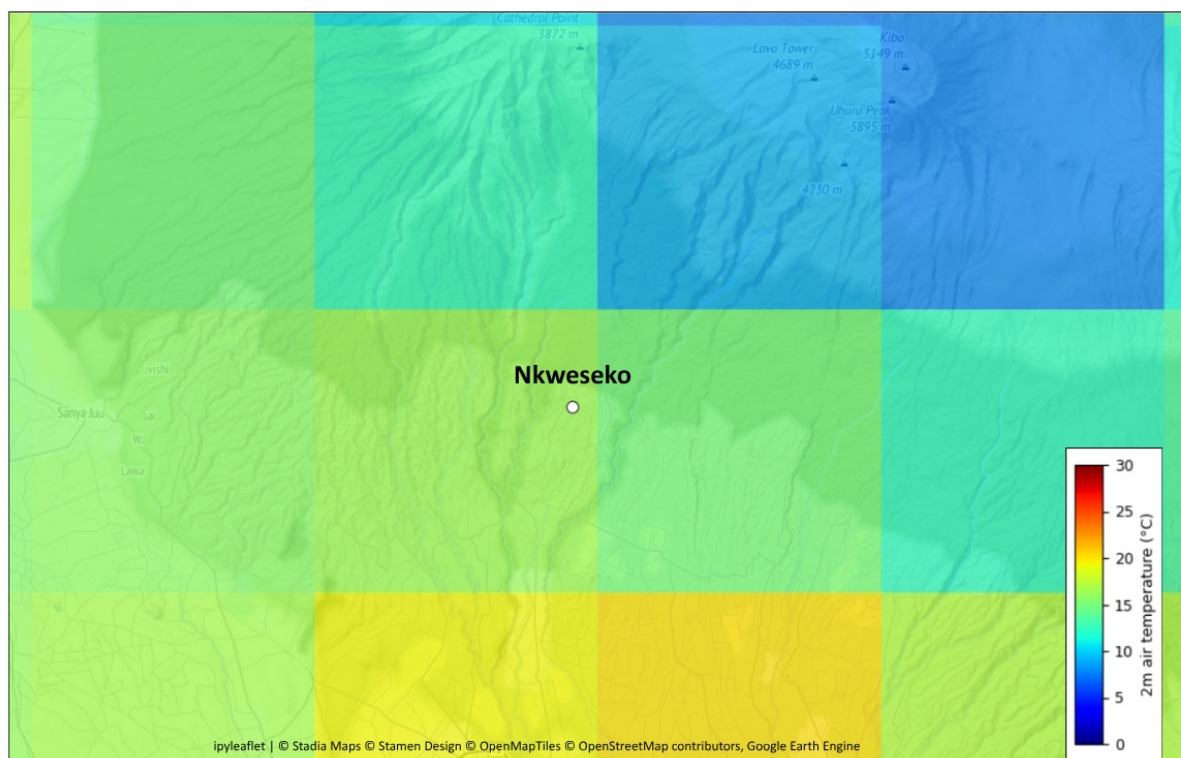 Cathedral Point
3872 m
Lava Tower
4689 m
Kibo
5149 m
Uhuru Peak
5895 m
4230 m
Nkweseko
Sanya Juu
Lawa
30
25
20
15
10
5
0
2m air temperature (°C)
ipyleaflet | © Stadia Maps © Stamen Design © OpenMapTiles © OpenStreetMap contributors, Google Earth Engine